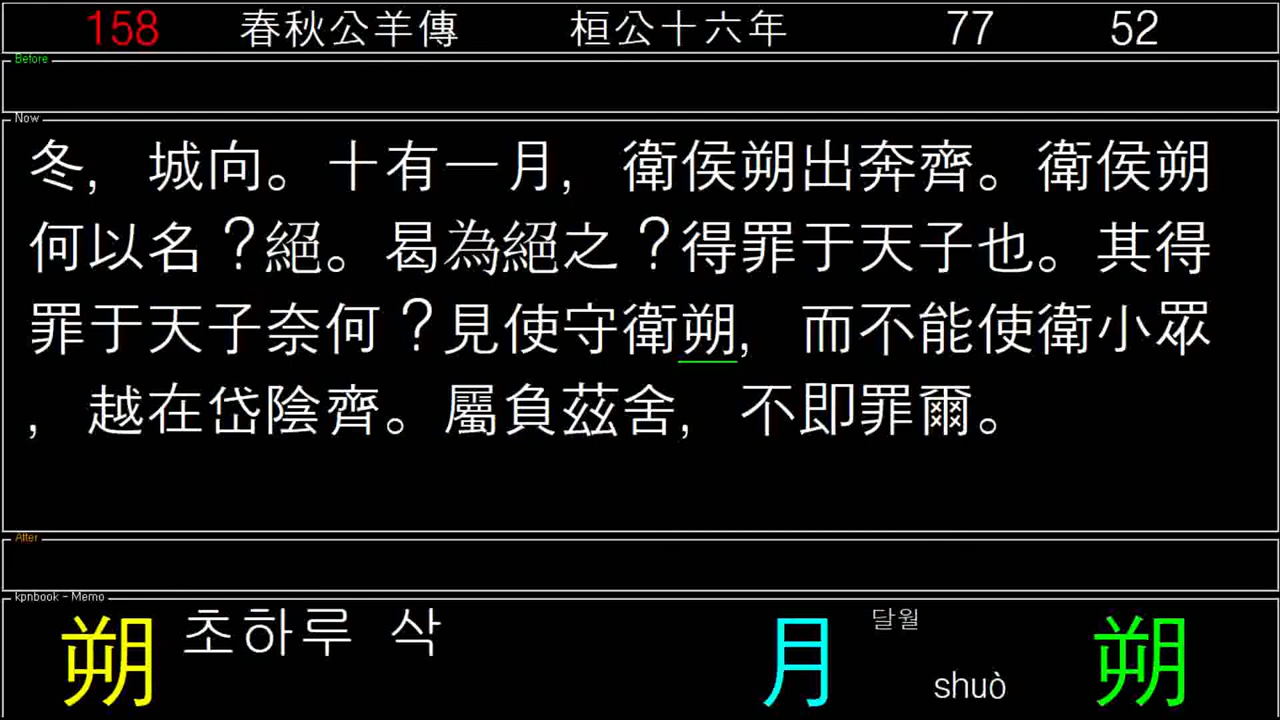 158 春秋公羊傳 桓公十六年 77 52
Before
Now
冬, 城向。十有一月, 衛侯朔出奔齊。衛侯朔
何以名？絕。曷為絕之？得罪于天子也。其得
罪于天子奈何？見使守衛朔, 而不能使衛小眾
, 越在岱陰齊。屬負茲舍, 不即罪爾。
After
kpnbook - Memo
朔 초하루 삭 月 달월 shuò 朔